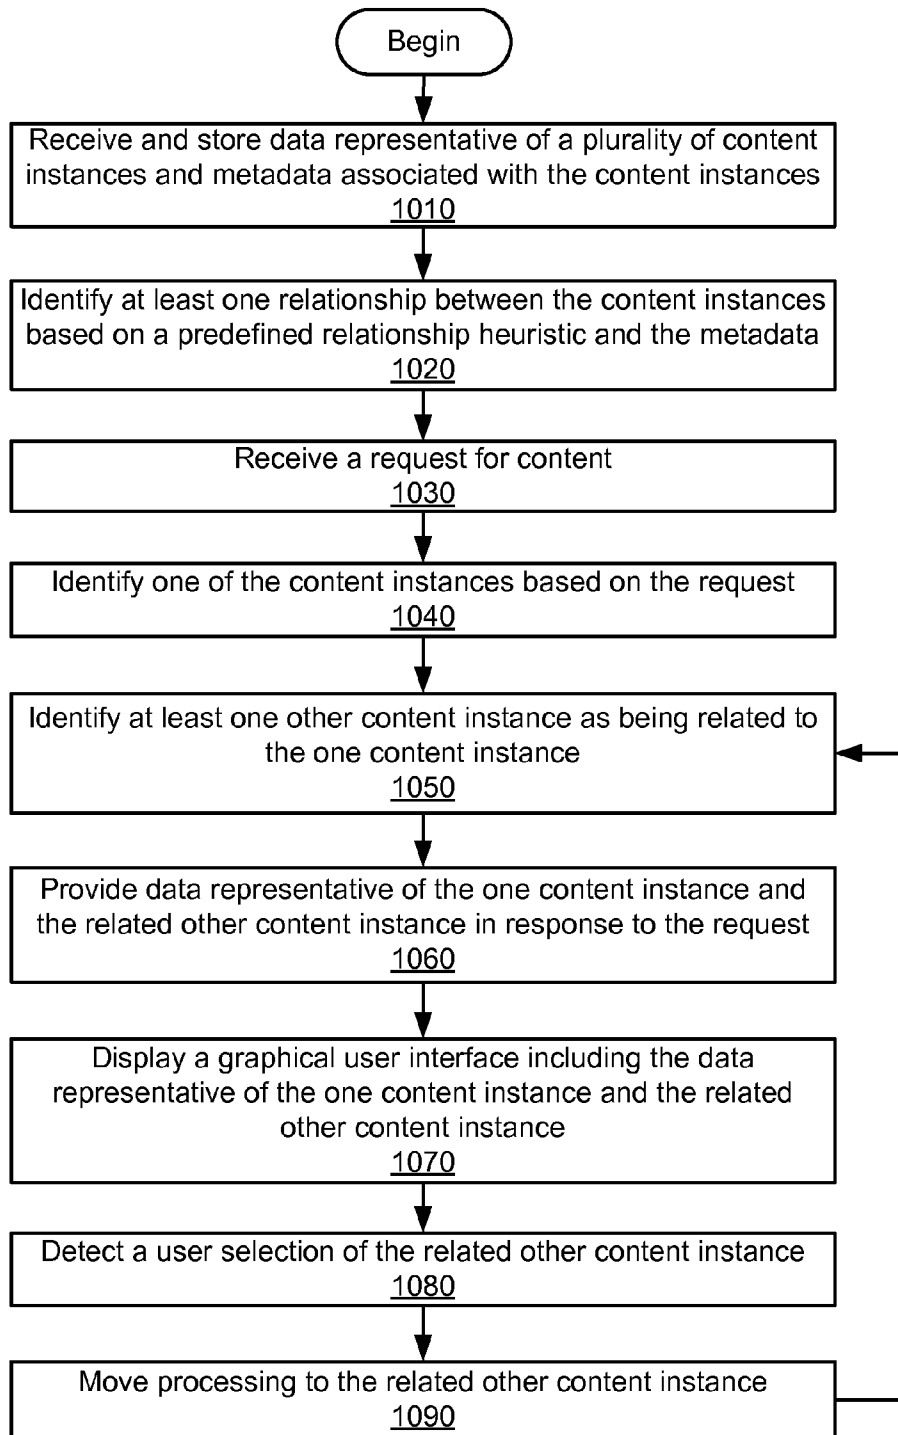 Begin
Receive and store data representative of a plurality of content
instances and metadata associated with the content instances
1010
Identify at least one relationship between the content instances
based on a predefined relationship heuristic and the metadata
1020
Receive a request for content
1030
Identify one of the content instances based on the request
1040
Identify at least one other content instance as being related to
the one content instance
1050
Provide data representative of the one content instance and
the related other content instance in response to the request
1060
Display a graphical user interface including the data
representative of the one content instance and the related
other content instance
1070
Detect a user selection of the related other content instance
1080
Move processing to the related other content instance
1090